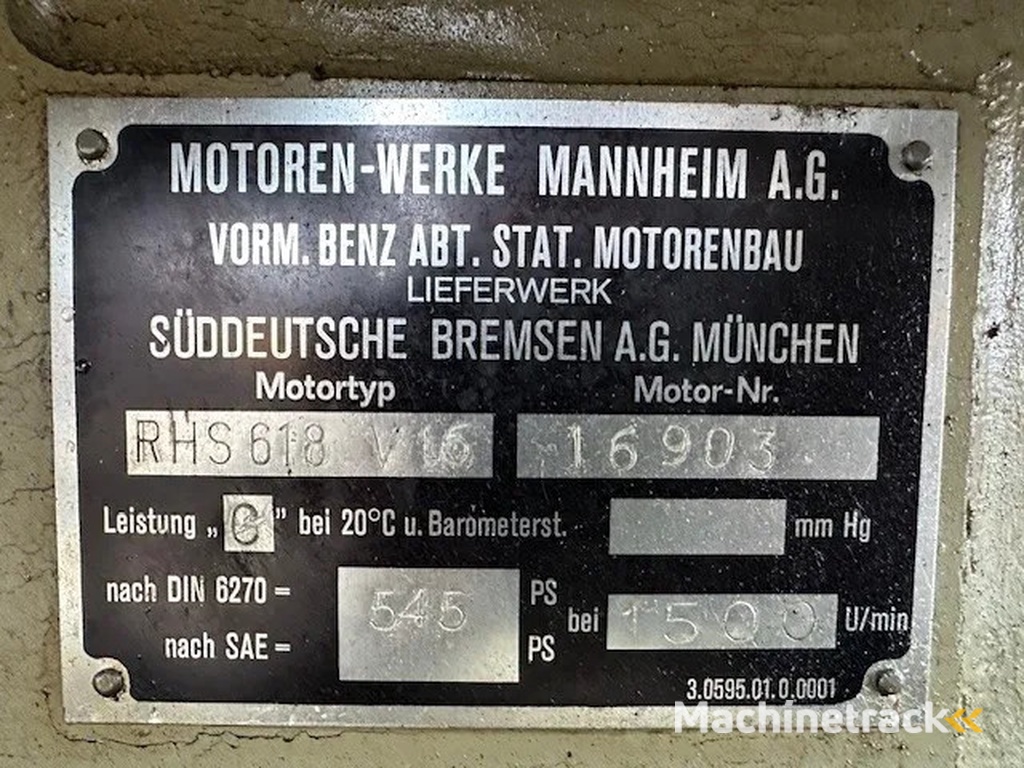 MOTOREN-WERKE MANNHEIM A.G.
VORM. BENZ ABT. STAT. MOTORENBAU
LIEFERWERK
SÜDDEUTSCHE BREMSEN A.G. MÜNCHEN
Motortyp Motor-Nr.
RHS 618 V16 16903
Leistung „C" bei 20°C u. Barometerst. mm Hg
nach DIN 6270 = 545 PS
bei 1500 U/min
nach SAE = PS
3.0595.01.0.0001
Machinetrack